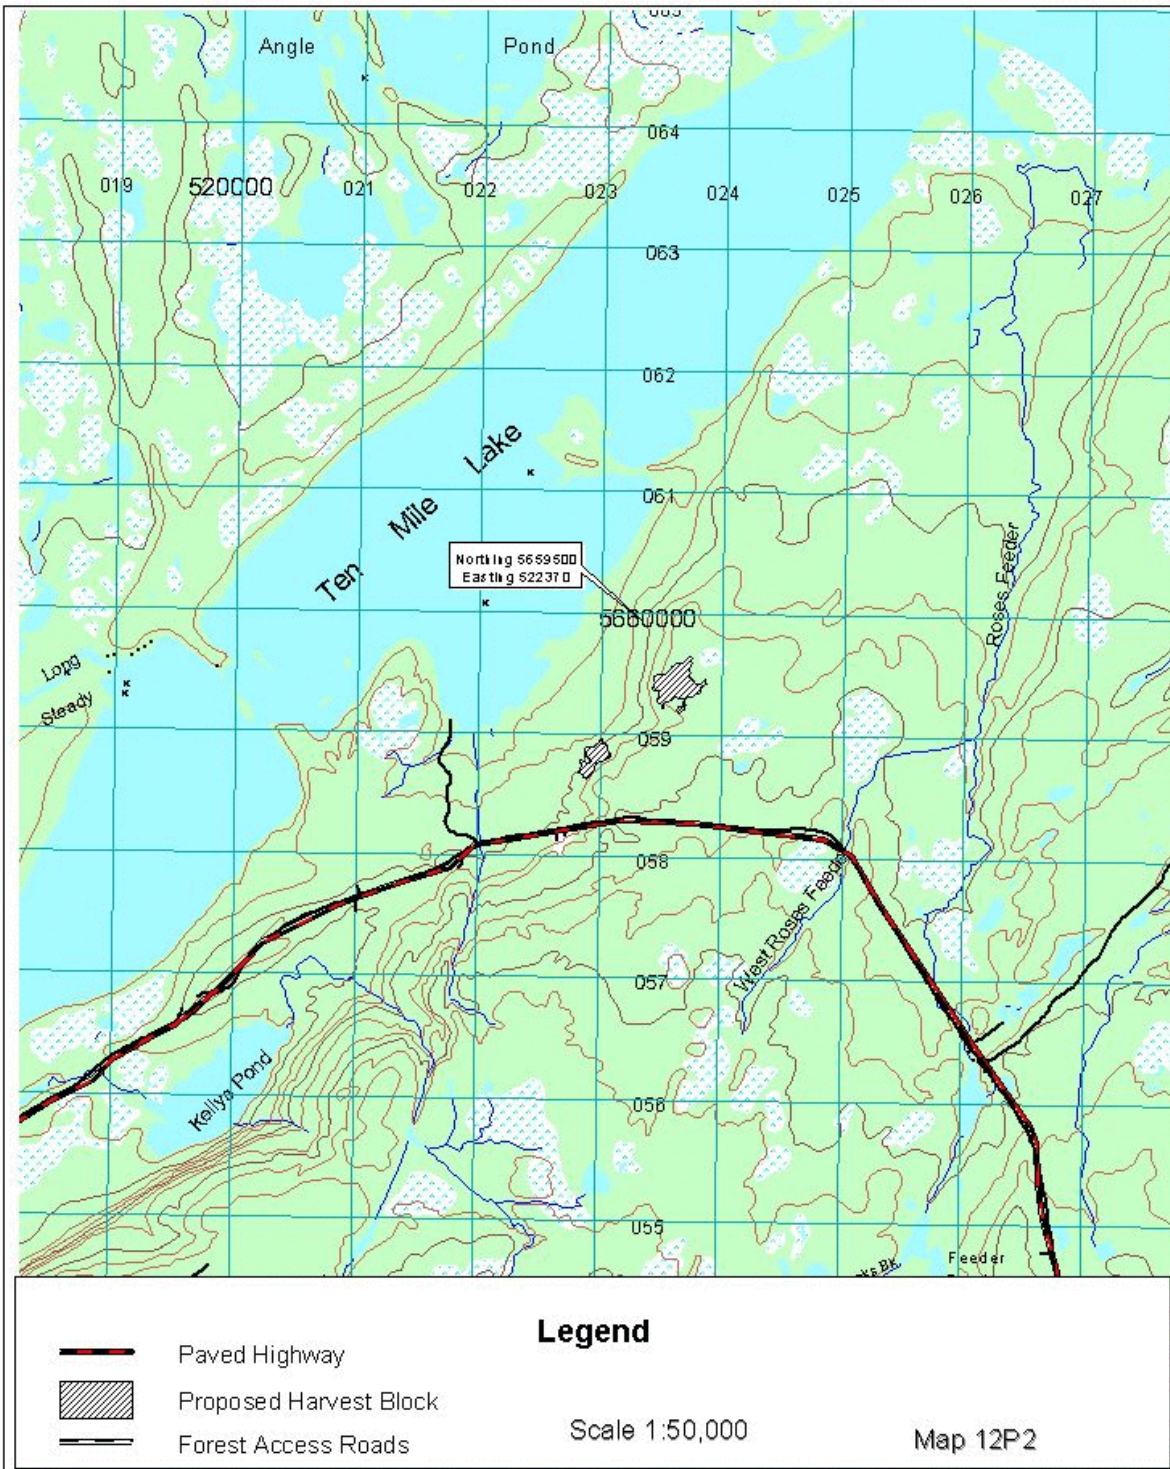 Angle Pond
064
019 520000 021 022 023 024 025 026 027
063
062
Lake
061
Mile
Northing 5659500
Easting 522370
Ten
5660000
Roses Feeder
Long
Steady
059
058
West Roses Feeder
057
Kellys Pond
056
055
Feeder
Legend
Paved Highway
Proposed Harvest Block
Forest Access Roads
Scale 1:50,000
Map 12P2